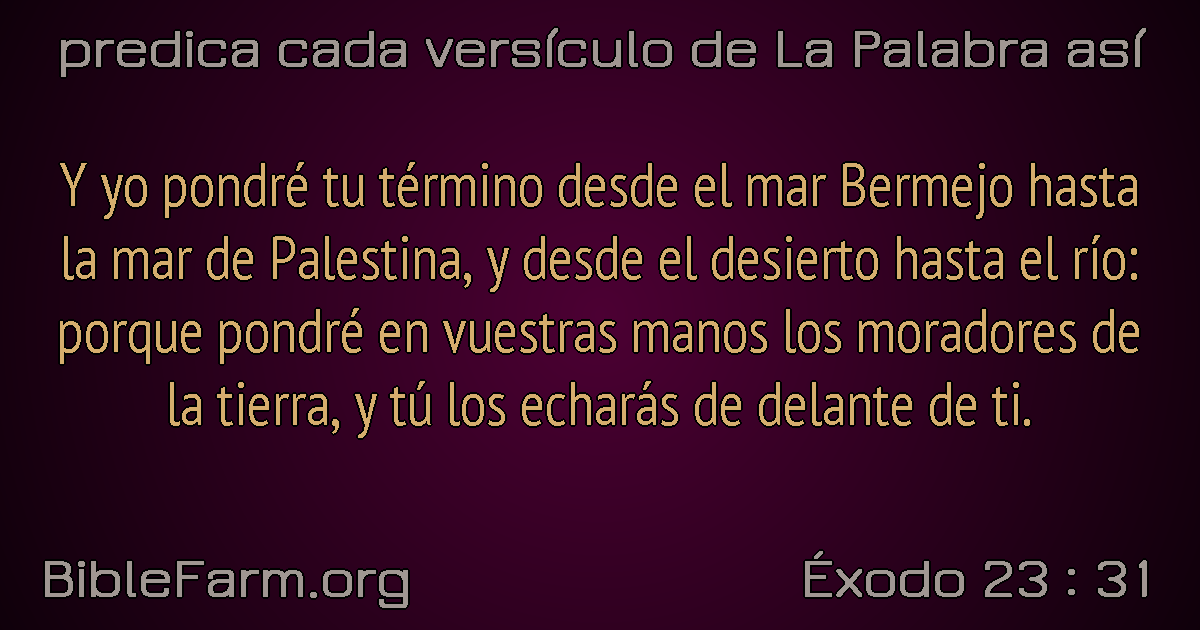 predica cada versículo de La Palabra así
Y yo pondré tu término desde el mar Bermejo hasta
la mar de Palestina, y desde el desierto hasta el río:
porque pondré en vuestras manos los moradores de
la tierra, y tú los echarás de delante de ti.
BibleFarm.org
Éxodo 23 : 31